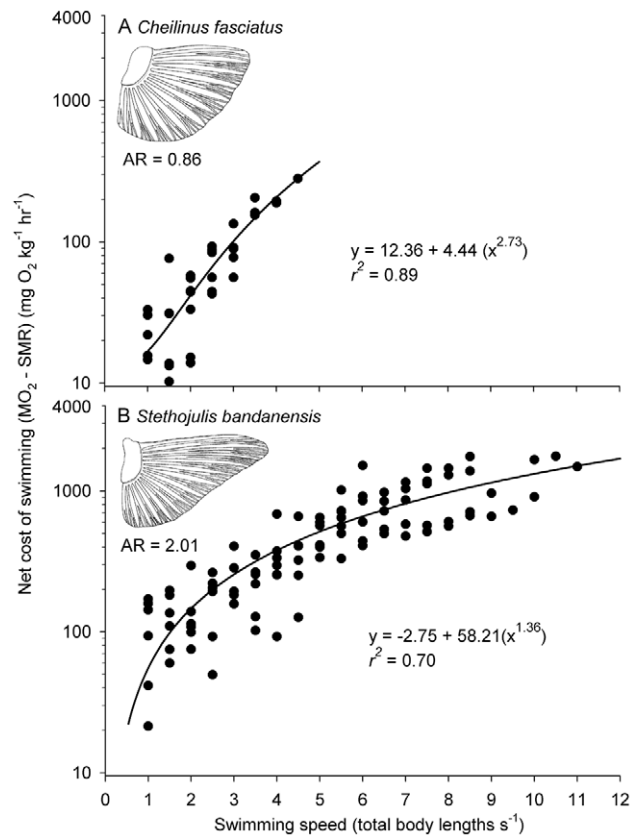 Net cost of swimming (MO₂ - SMR) (mg O₂ kg⁻¹ hr⁻¹)
4000
1000
100
10
A Cheilinus fasciatus
AR = 0.86
y = 12.36 + 4.44 (x^2.73)
r² = 0.89
4000
1000
100
10
B Stethojulis bandanensis
AR = 2.01
y = -2.75 + 58.21(x^1.36)
r² = 0.70
0 1 2 3 4 5 6 7 8 9 10 11 12
Swimming speed (total body lengths s⁻¹)